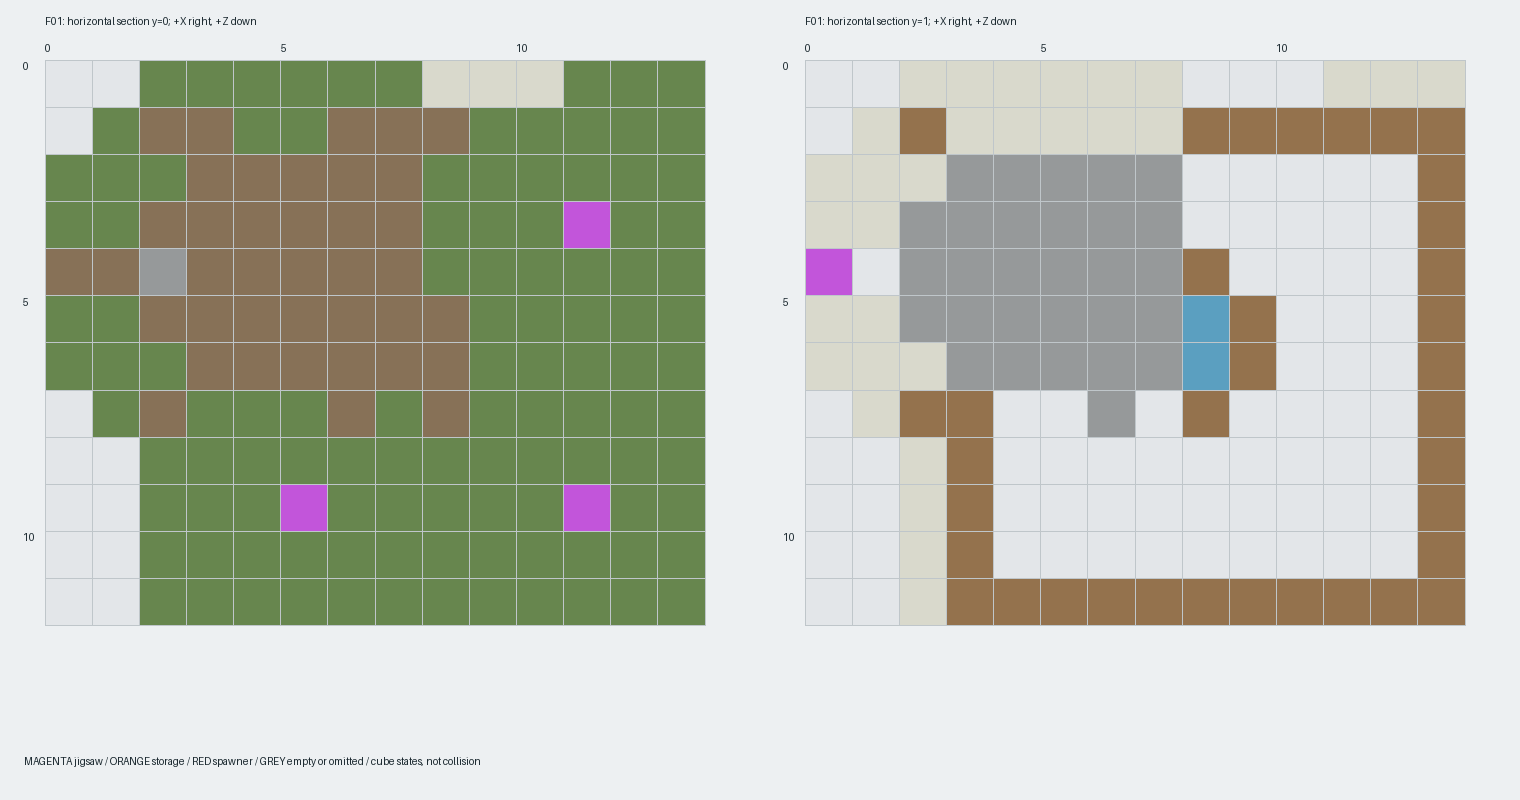 F01: horizontal section y=0; +X right, +Z down
F01: horizontal section y=1; +X right, +Z down
0 5 10
0 5 10
0
5
10
0
5
10
MAGENTA jigsaw / ORANGE storage / RED spawner / GREY empty or omitted / cube states, not collision